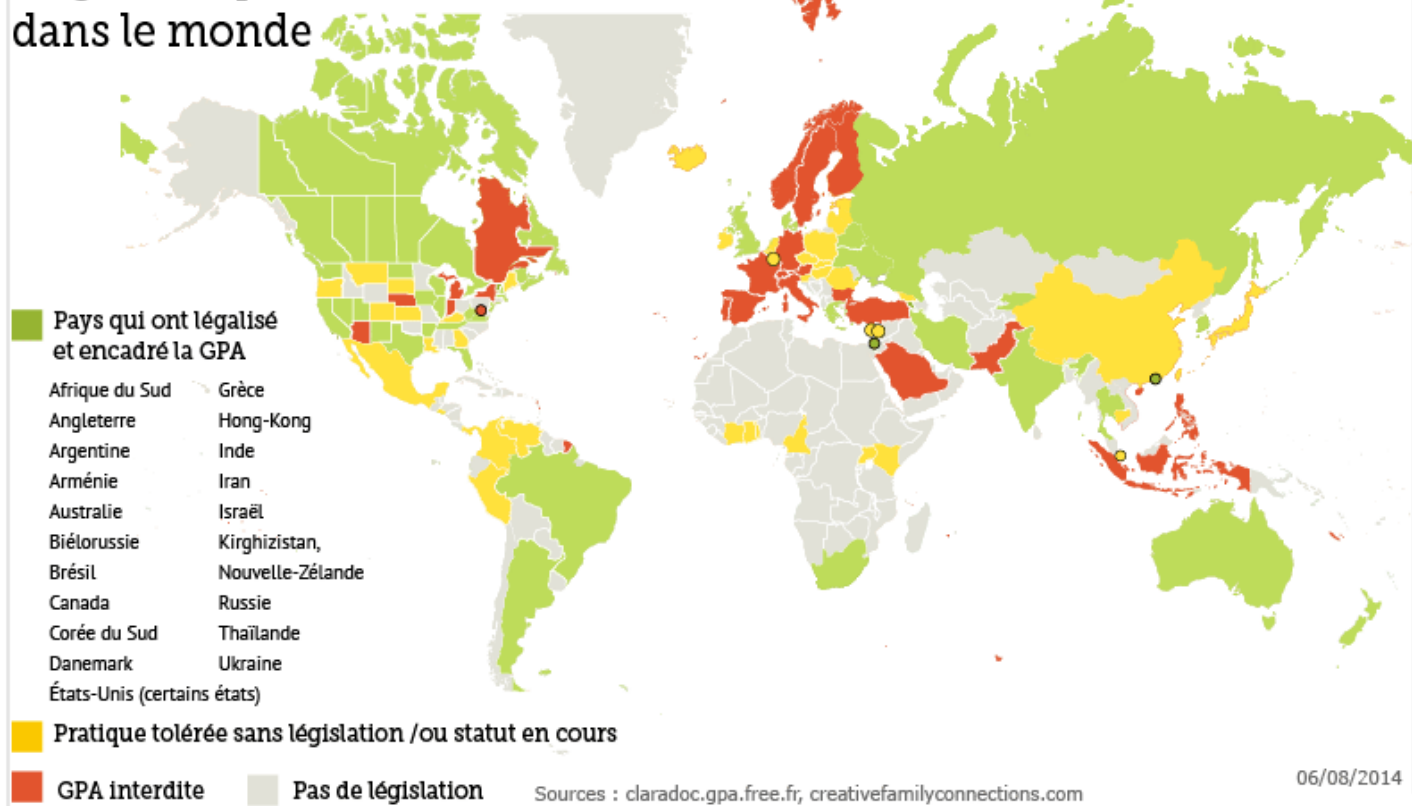 dans le monde
Pays qui ont légalisé
et encadré la GPA
Afrique du Sud
Angleterre
Argentine
Arménie
Australie
Biélorussie
Brésil
Canada
Corée du Sud
Danemark
États-Unis (certains états)
Grèce
Hong-Kong
Inde
Iran
Israël
Kirghizistan,
Nouvelle-Zélande
Russie
Thaïlande
Ukraine
Pratique tolérée sans législation /ou statut en cours
GPA interdite
Pas de législation
Sources : claradoc.gpa.free.fr, creativefamilyconnections.com
06/08/2014